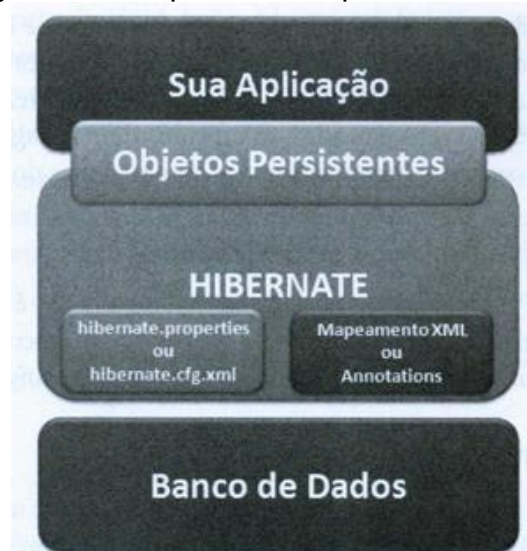 Sua Aplicação
Objetos Persistentes
HIBERNATE
hibernate.properties
ou
hibernate.cfg.xml
Mapeamento XML
ou
Annotations
Banco de Dados